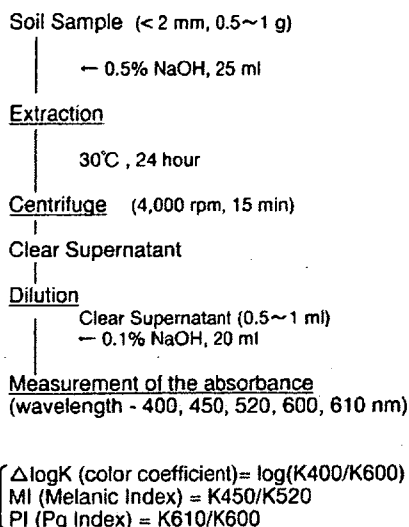 Soil Sample (< 2 mm, 0.5~1 g)
← 0.5% NaOH, 25 ml
Extraction
30℃ , 24 hour
Centrifuge (4,000 rpm, 15 min)
Clear Supernatant
Dilution
Clear Supernatant (0.5~1 ml)
← 0.1% NaOH, 20 ml
Measurement of the absorbance
(wavelength - 400, 450, 520, 600, 610 nm)
△logK (color coefficient)= log(K400/K600)
MI (Melanic Index) = K450/K520
PI (Pg Index) = K610/K600